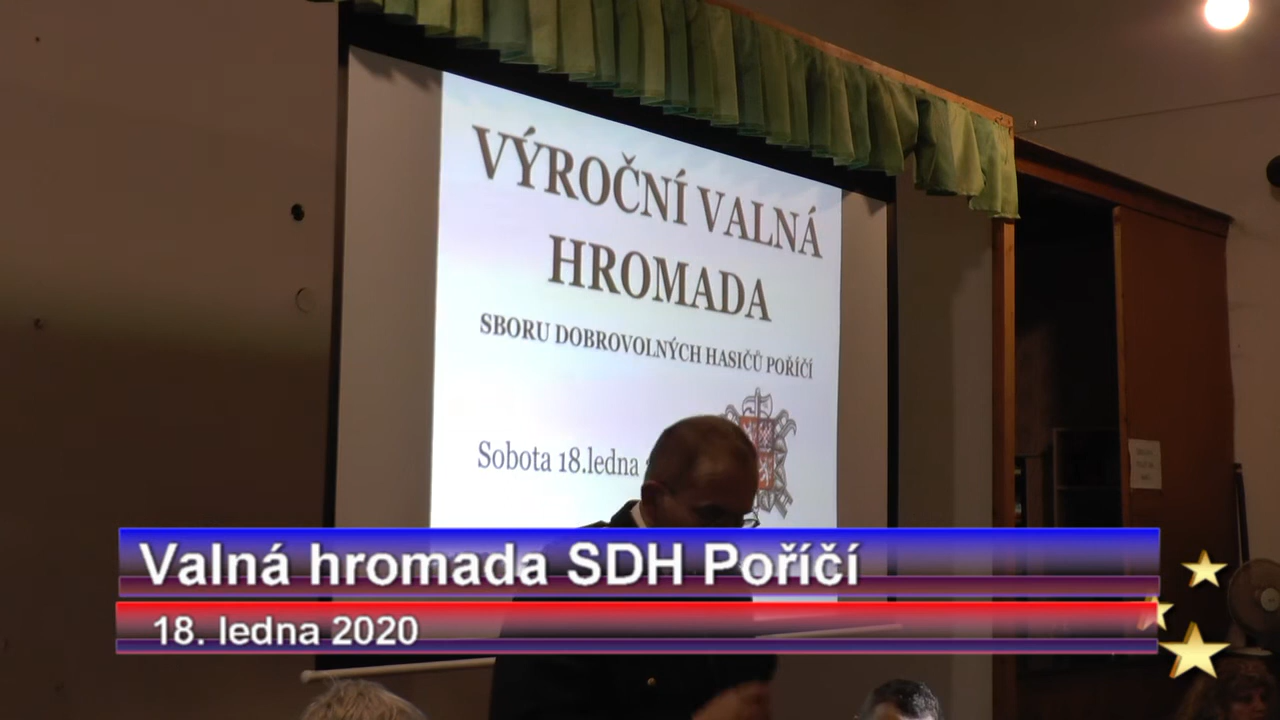 VÝROČNÍ VALNÁ
HROMADA
SBORU DOBROVOLNÝCH HASIČŮ POŘÍČÍ
Sobota 18.ledna
Valná hromada SDH Poříčí
18. ledna 2020